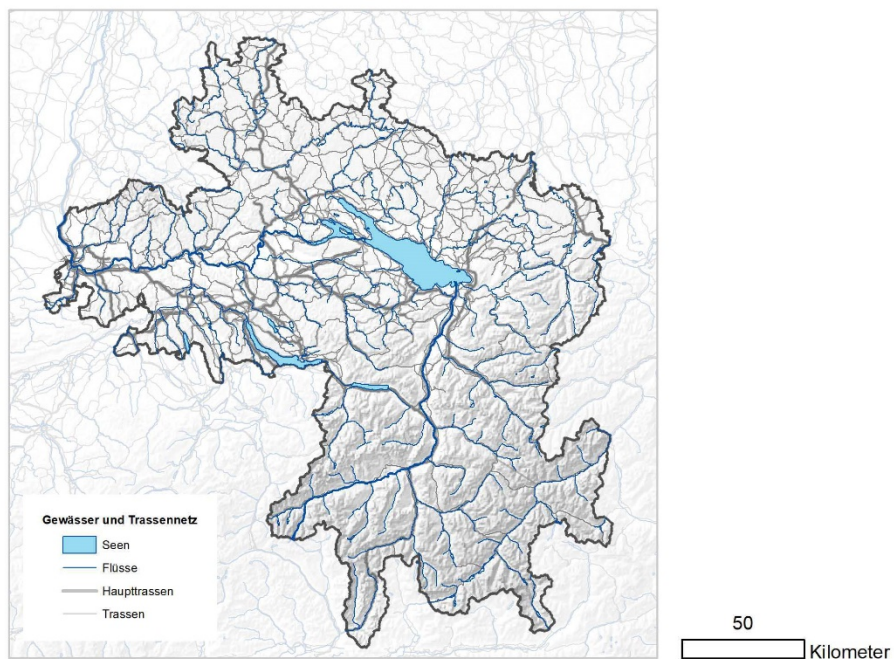 Gewässer und Trassennetz
Seen
Flüsse
Haupttrassen
Trassen
50
Kilometer